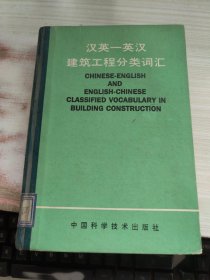 汉英一英汉
建筑工程分类词汇
CHINESE-ENGLISH
AND
ENGLISH-CHINESE
CLASSIFIED VOCABULARY IN
BUILDING CONSTRUCTION
中国科学技术出版社